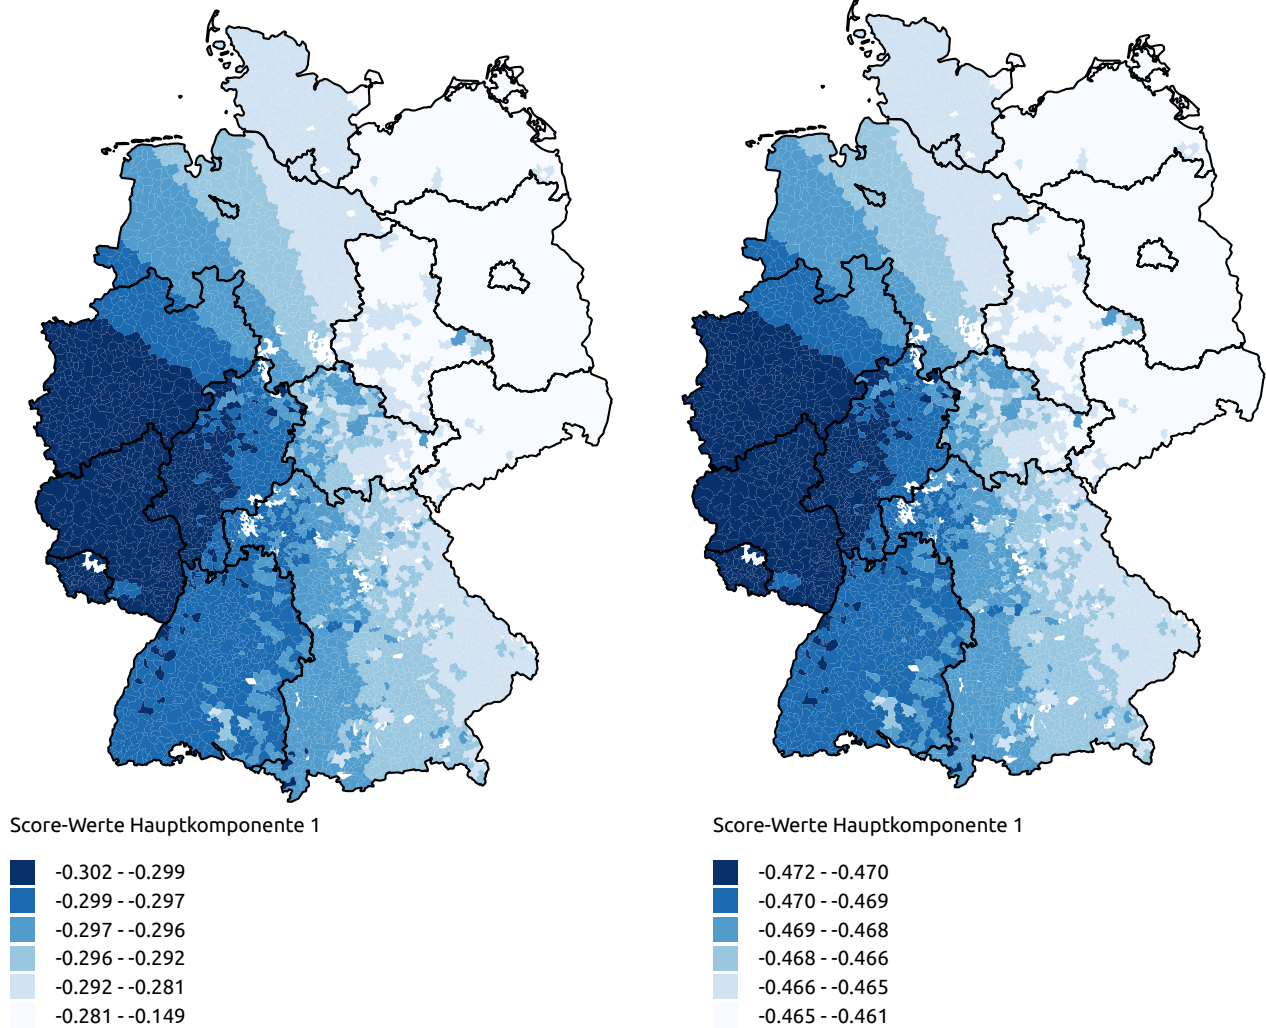 Score-Werte Hauptkomponente 1
-0.302 - -0.299
-0.299 - -0.297
-0.297 - -0.296
-0.296 - -0.292
-0.292 - -0.281
-0.281 - -0.149
Score-Werte Hauptkomponente 1
-0.472 - -0.470
-0.470 - -0.469
-0.469 - -0.468
-0.468 - -0.466
-0.466 - -0.465
-0.465 - -0.461